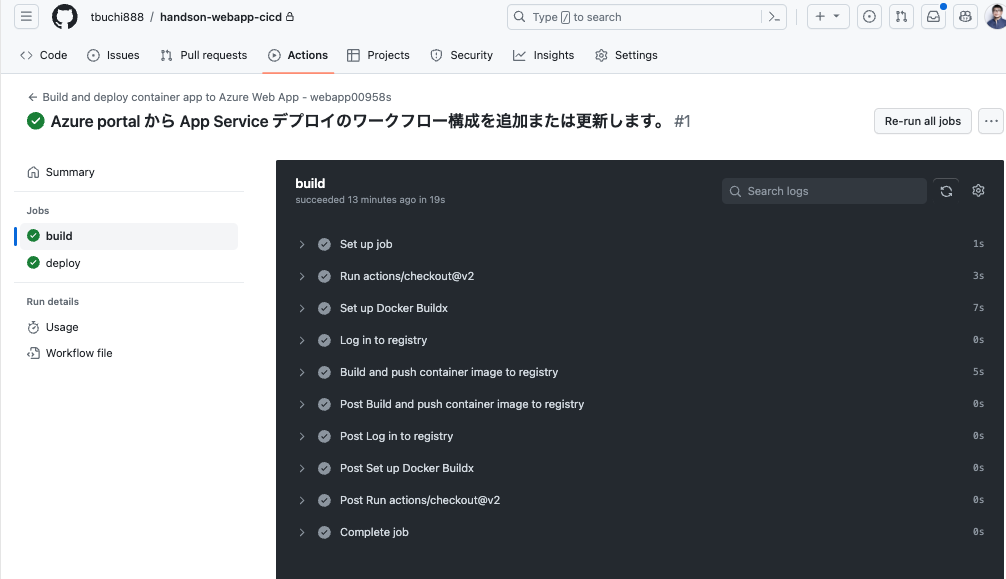 tbuchi888 / handson-webapp-cicd
Type / to search
Code Issues Pull requests Actions Projects Security Insights Settings
← Build and deploy container app to Azure Web App - webapp00958s
Azure portal から App Service デプロイのワークフロー構成を追加または更新します。 #1
Re-run all jobs
Summary
Jobs
build
deploy
Run details
Usage
Workflow file
build
succeeded 13 minutes ago in 19s
Search logs
Set up job 1s
Run actions/checkout@v2 3s
Set up Docker Buildx 7s
Log in to registry 0s
Build and push container image to registry 5s
Post Build and push container image to registry 0s
Post Log in to registry 0s
Post Set up Docker Buildx 0s
Post Run actions/checkout@v2 0s
Complete job 0s